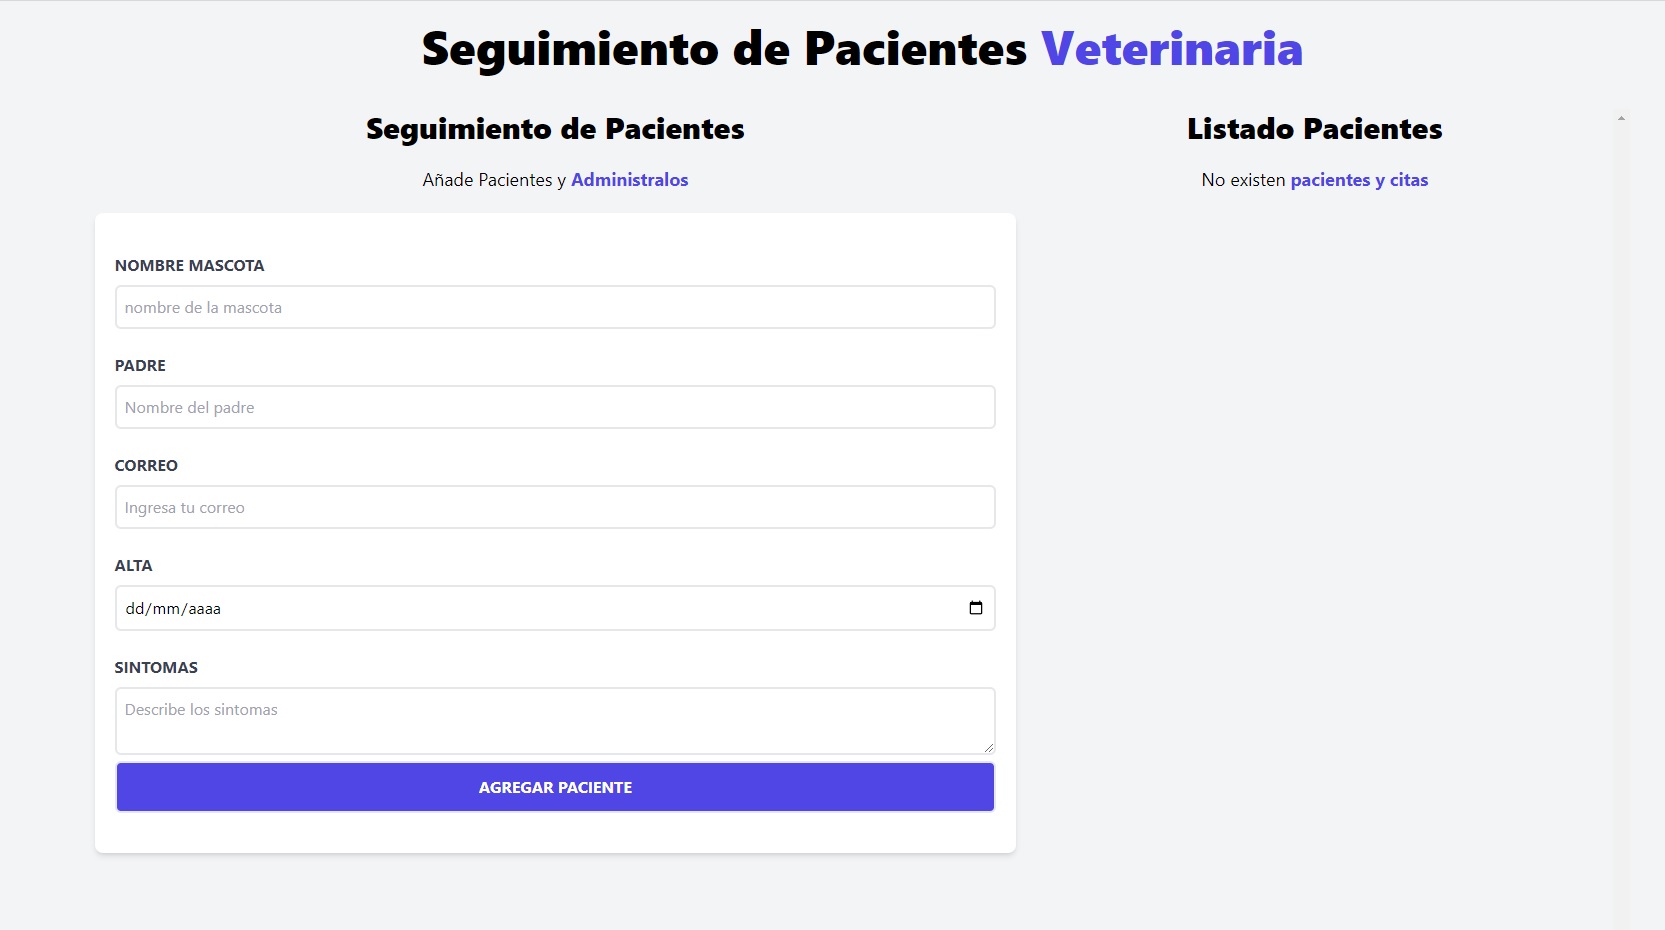 Seguimiento de Pacientes Veterinaria
Seguimiento de Pacientes
Añade Pacientes y Administralos
NOMBRE MASCOTA
nombre de la mascota
PADRE
Nombre del padre
CORREO
Ingresa tu correo
ALTA
dd/mm/aaaa
SINTOMAS
Describe los sintomas
AGREGAR PACIENTE
Listado Pacientes
No existen pacientes y citas